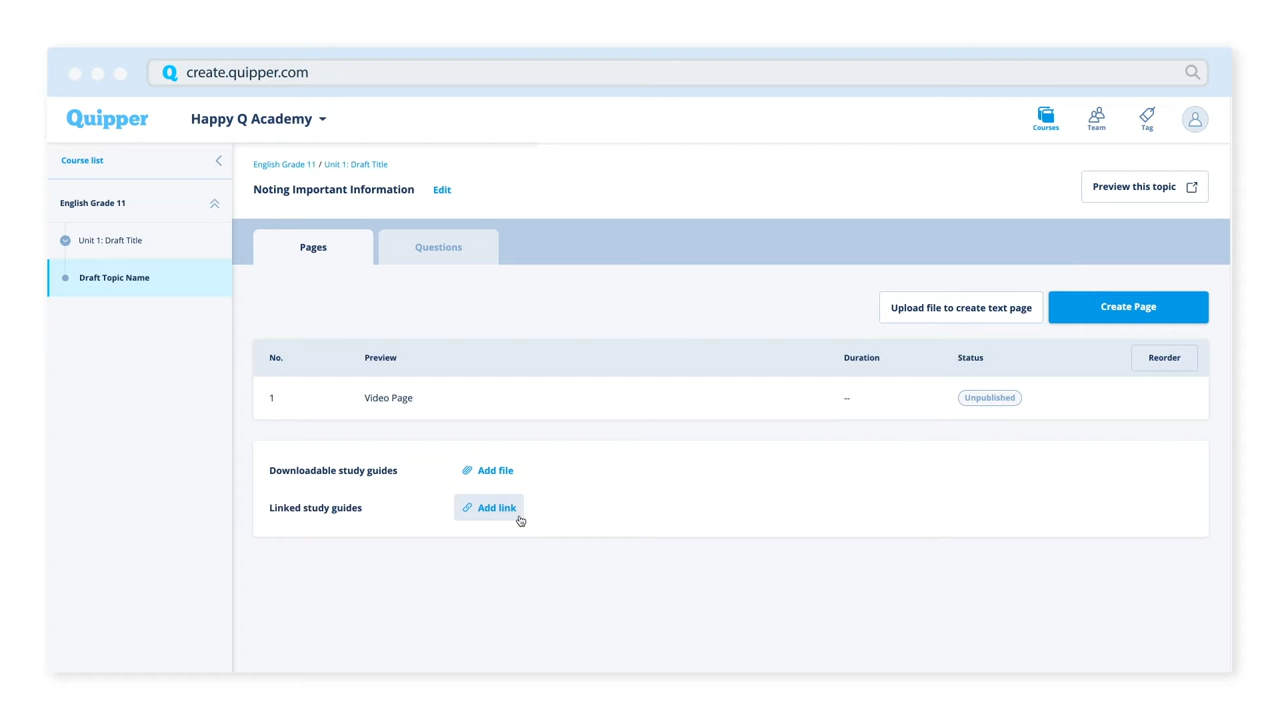 Q create.quipper.com
Quipper Happy Q Academy Courses Team Tag
Course list
English Grade 11
Unit 1: Draft Title
Draft Topic Name
English Grade 11 / Unit 1: Draft Title
Noting Important Information Edit
Preview this topic
Pages Questions
Upload file to create text page Create Page
No. Preview Duration Status Reorder
1 Video Page -- Unpublished
Downloadable study guides Add file
Linked study guides Add link